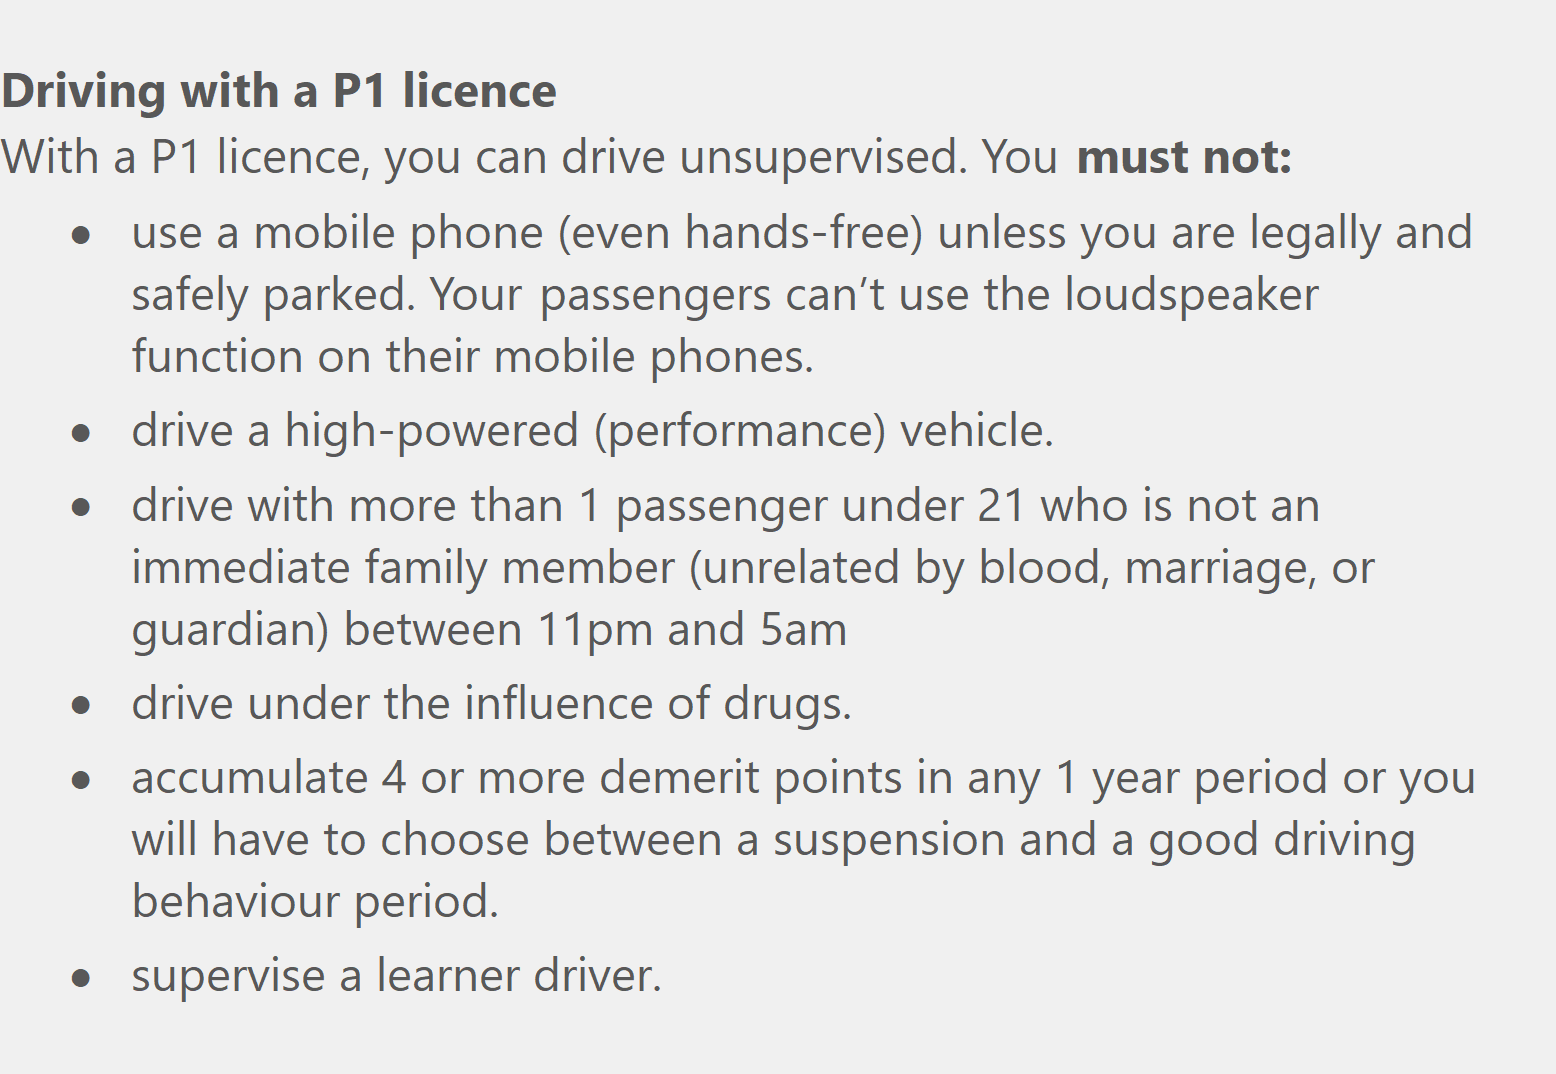 Driving with a P1 licence
With a P1 licence, you can drive unsupervised. You must not:
● use a mobile phone (even hands-free) unless you are legally and
safely parked. Your passengers can’t use the loudspeaker
function on their mobile phones.
● drive a high-powered (performance) vehicle.
● drive with more than 1 passenger under 21 who is not an
immediate family member (unrelated by blood, marriage, or
guardian) between 11pm and 5am
● drive under the influence of drugs.
● accumulate 4 or more demerit points in any 1 year period or you
will have to choose between a suspension and a good driving
behaviour period.
● supervise a learner driver.